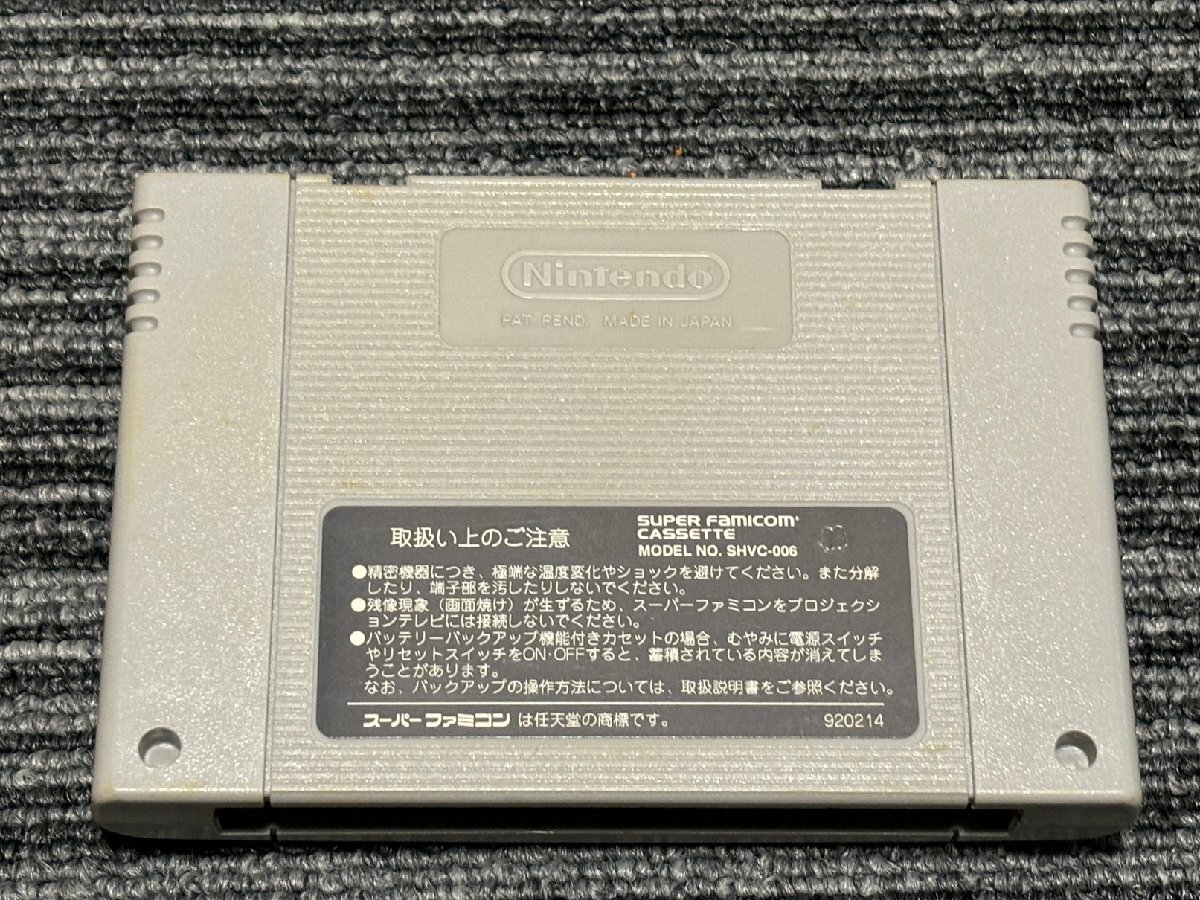 Nintendo
PAT. PEND. MADE IN JAPAN
取扱い上のご注意
SUPER FAMICOM
CASSETTE
MODEL NO. SHVC-006
●精密機器につき、極端な温度変化やショックを避けてください。また分解
したり、端子部を汚したりしないでください。
●残像現象（画面焼け）が生ずるため、スーパーファミコンをプロジェクシ
ョンテレビには接続しないでください。
●バッテリーバックアップ機能付きカセットの場合、むやみに電源スイッチ
やリセットスイッチをON·OFFすると、蓄積されている内容が消えてしま
うことがあります。
なお、バックアップの操作方法については、取扱説明書をご参照ください。
スーパーファミコン は任天堂の商標です。
920214